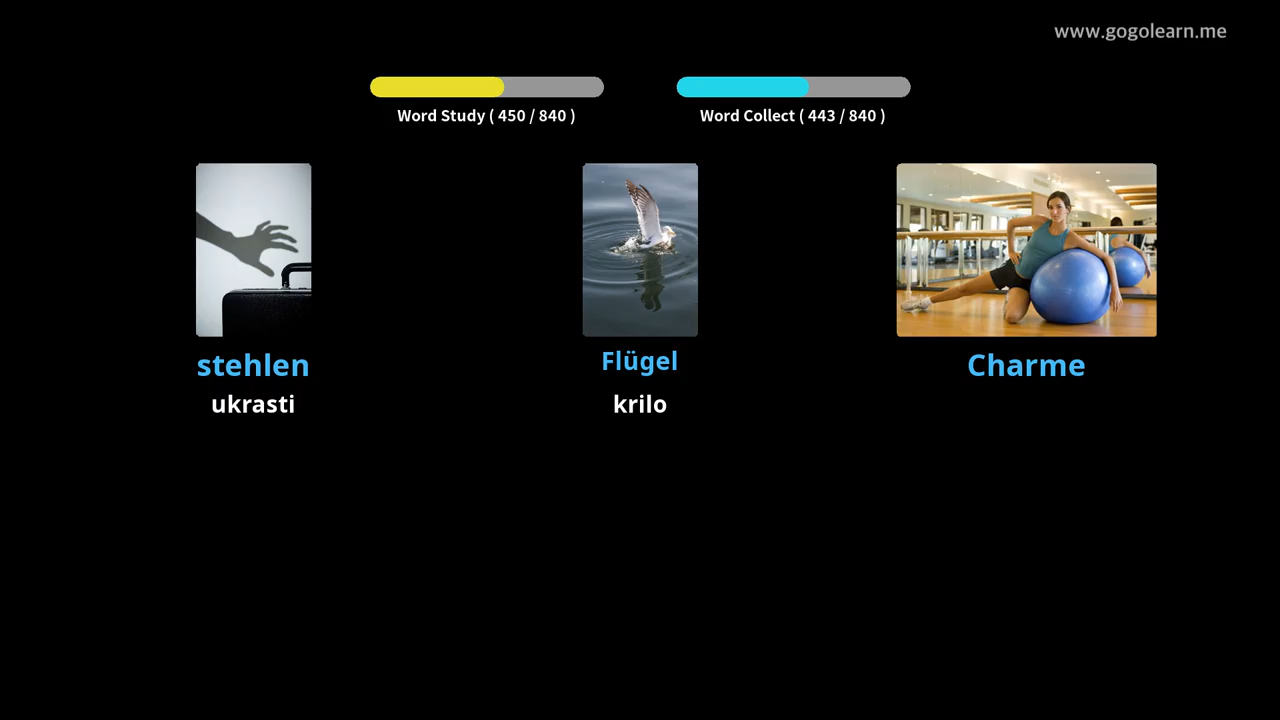 www.gogolearn.me
Word Study ( 450 / 840 )
Word Collect ( 443 / 840 )
stehlen
ukrasti
Flügel
krilo
Charme